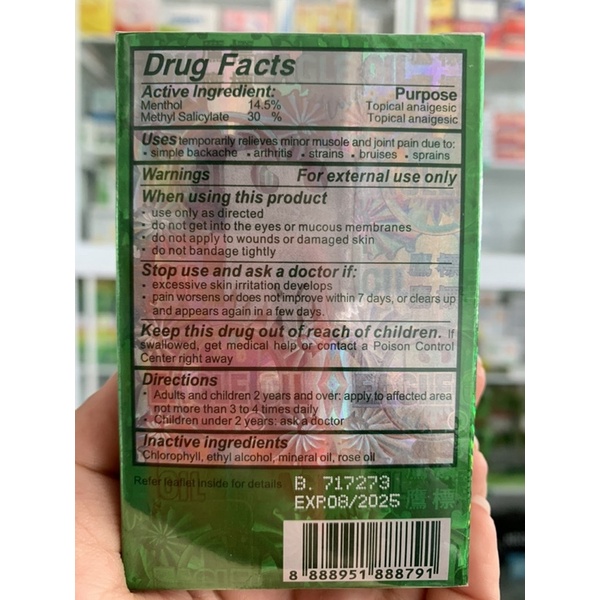 Drug Facts
Active Ingredient: Purpose
Menthol 14.5% Topical anaigesic
Methyl Salicylate 30 % Topical anaigesic
Uses temporarily relieves minor musole and joint pain due to:
• simple backache • arthritis • strains • bruises • sprains
Warnings For external use only
When using this product
• use only as directed
• do not get into the eyes or mucous membranes
• do not apply to wounds or damaged skin
• do not bandage tightly
Stop use and ask a doctor if:
• excessive skin irritation develops
• pain worsens or does not improve within 7 days, or clears up
and appears again in a few days.
Keep this drug out of reach of children. If
swallowed, get medical help or contact a Poison Control
Center right away
Directions
• Adults and children 2 years and over: apply to affected area
not more than 3 to 4 times daily
• Children under 2 years: ask a doctor
Inactive ingredients
Chlorophyll, ethyl alcohol, mineral oil, rose oil
Refer leaflet inside for details
B. 717273
EXP.08/2025
OIL
鷹標
8 888951 888791